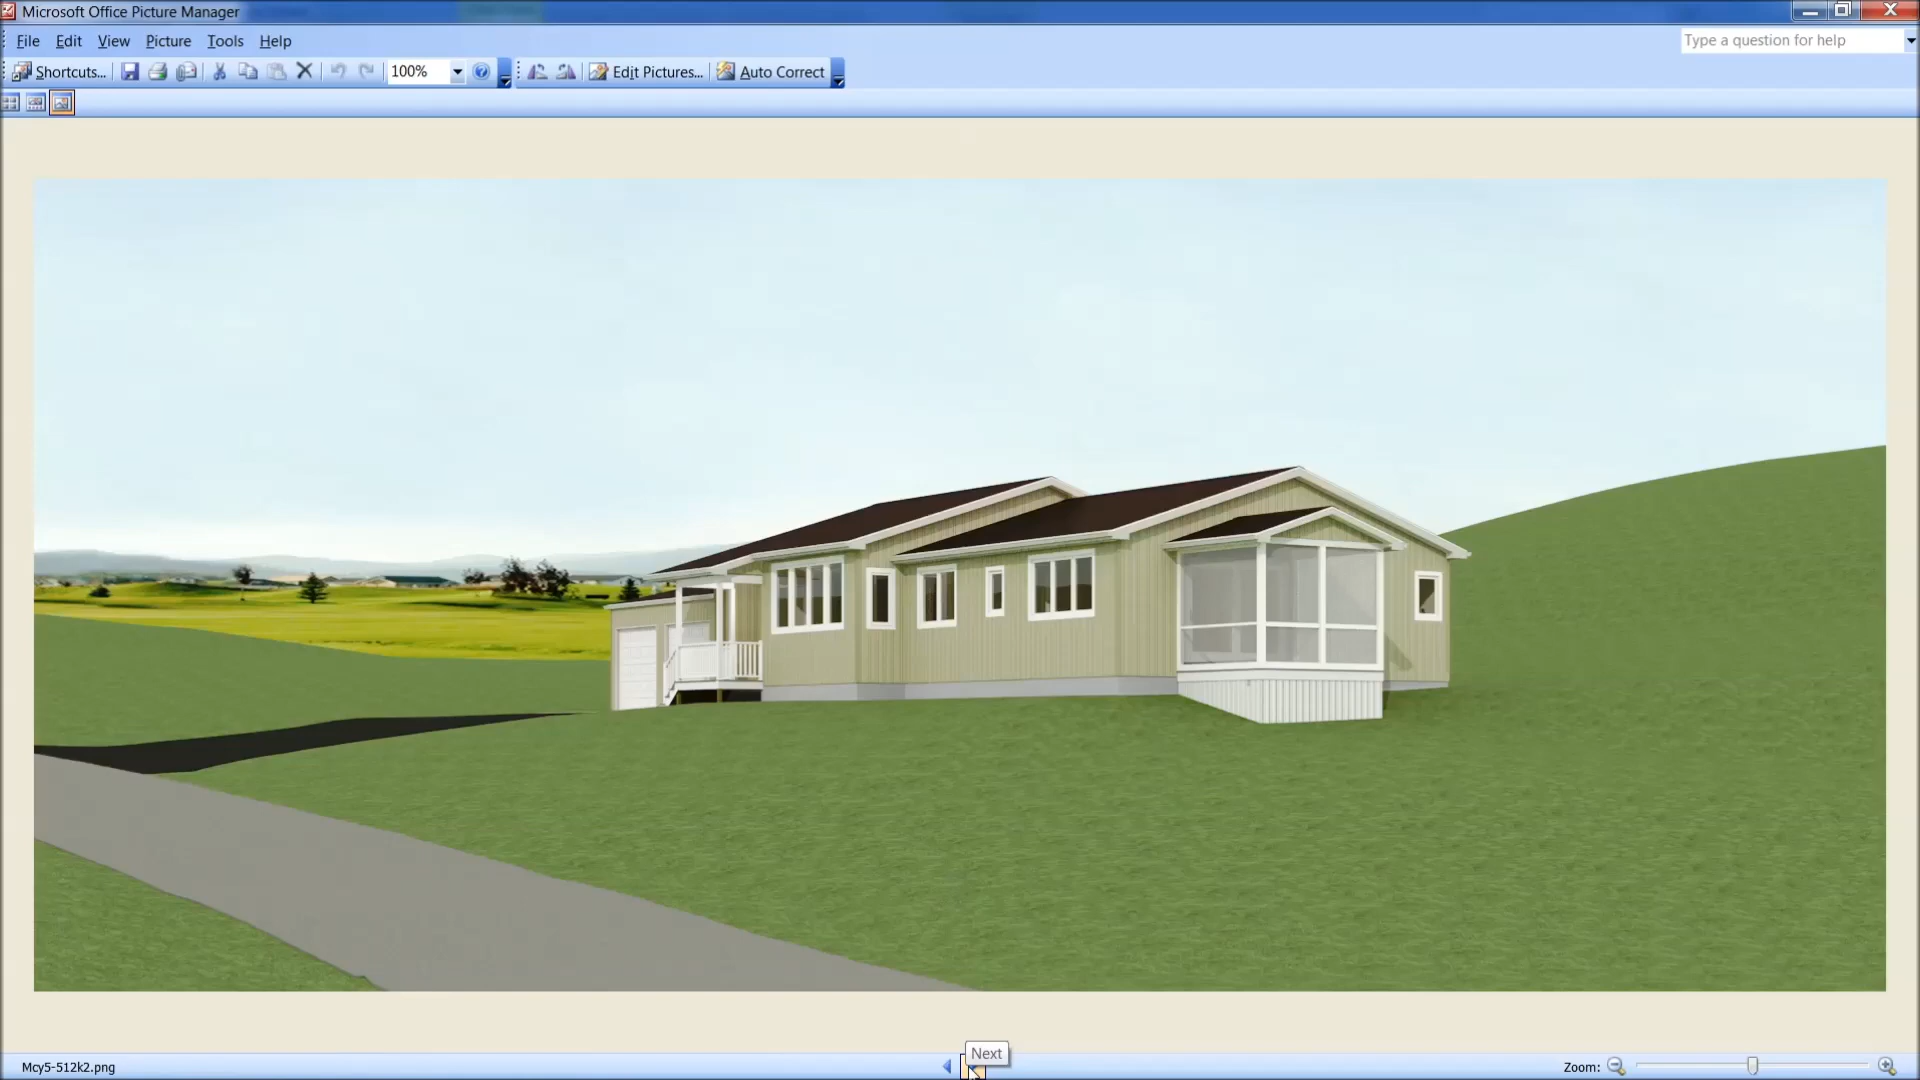 Microsoft Office Picture Manager
File Edit View Picture Tools Help
Type a question for help
Shortcuts... 100% Edit Pictures... Auto Correct
Next
Mcy5-512k2.png
Zoom: